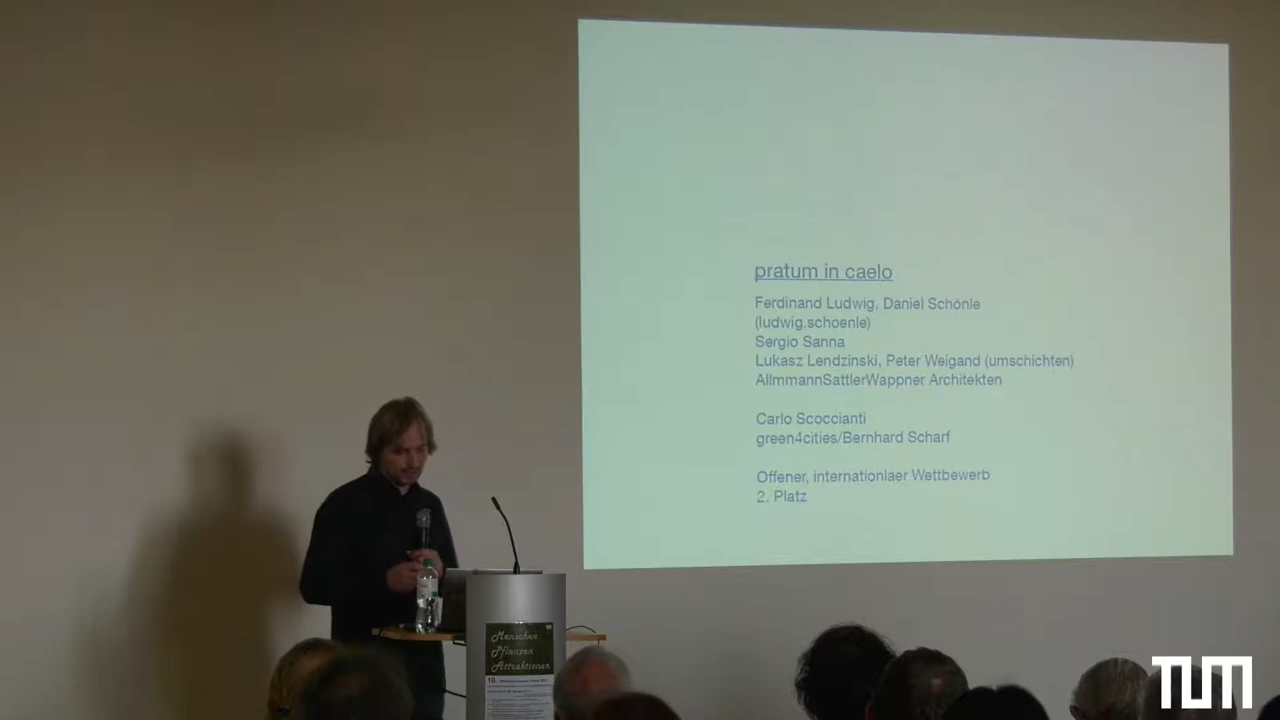 pratum in caelo
Ferdinand Ludwig, Daniel Schönle
(ludwig.schoenle)
Sergio Sanna
Lukasz Lendzinski, Peter Weigand (umschichten)
AllmmannSattlerWappner Architekten
Carlo Scoccianti
green4cities/Bernhard Scharf
Offener, internationlaer Wettbewerb
2. Platz
Menschen
Pflanzen
Attraktionen
10.
TUM